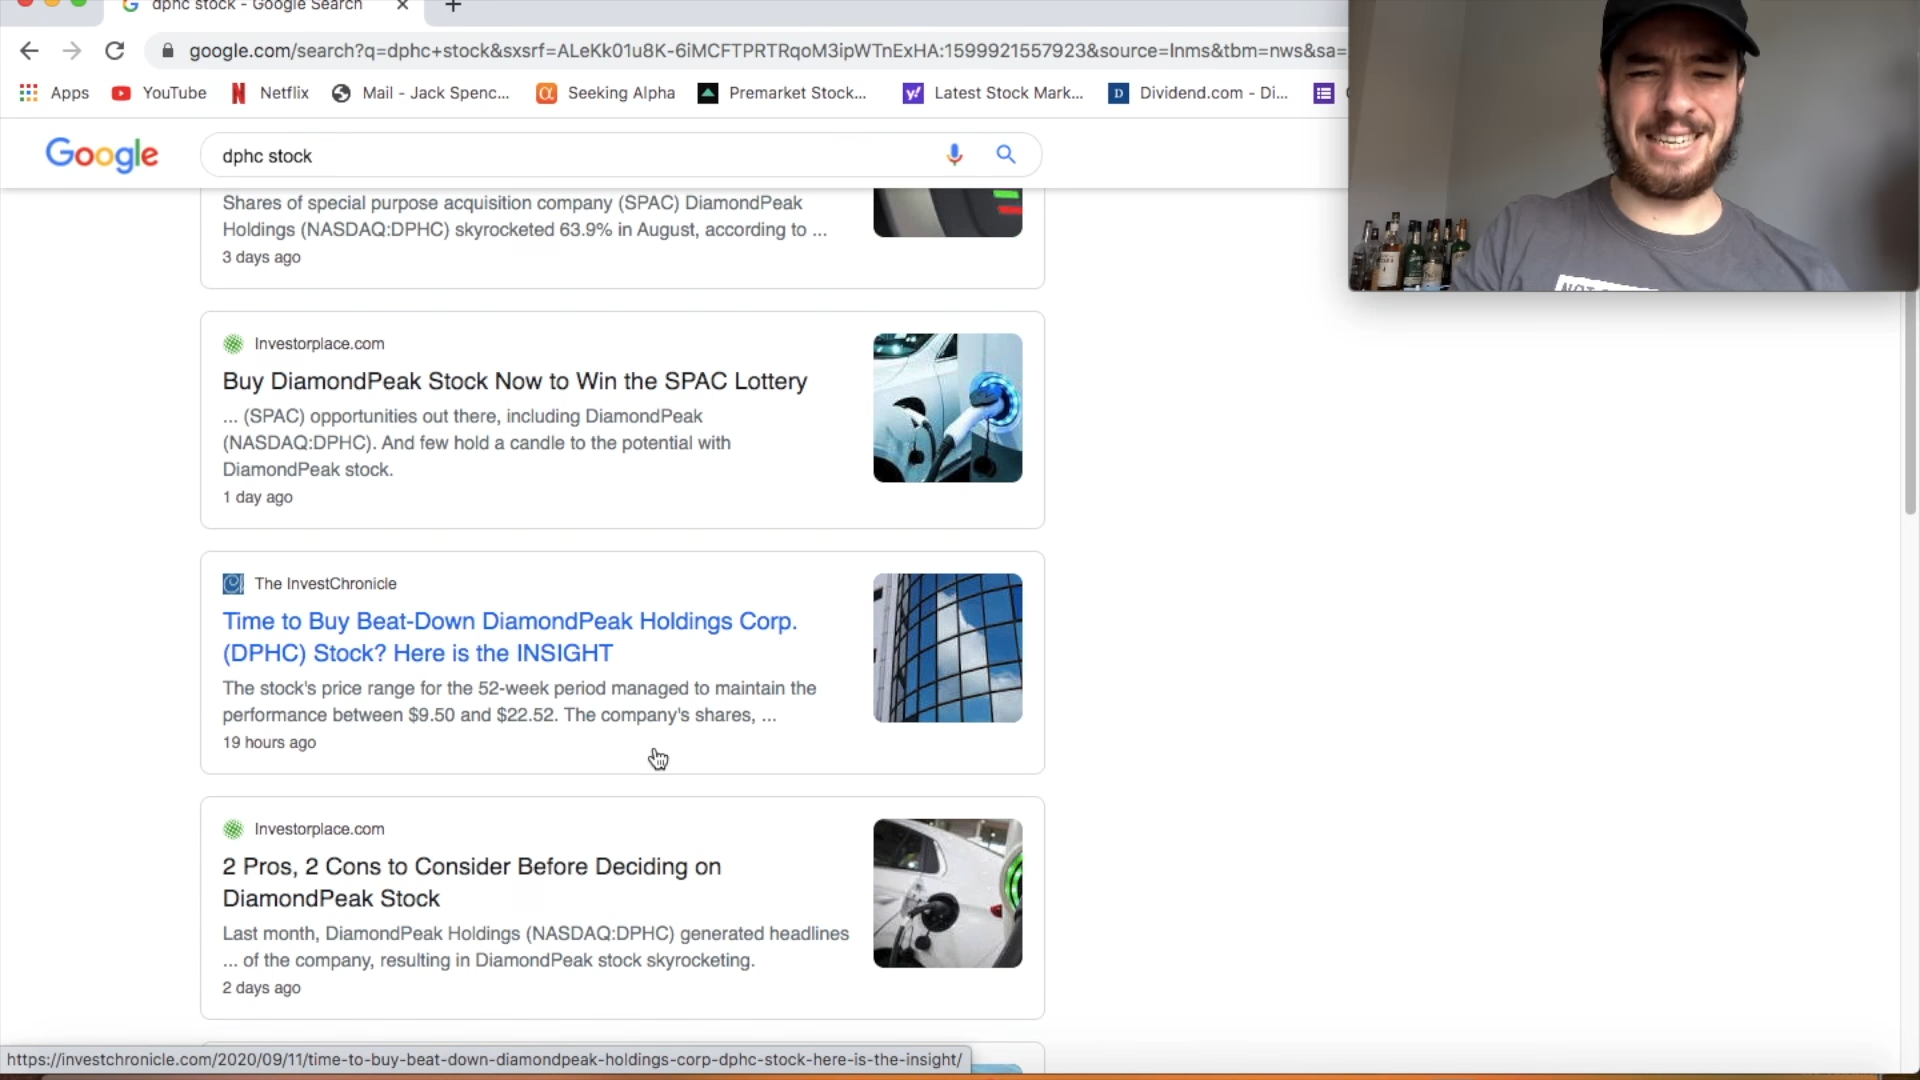 dphc stock - Google Search
google.com/search?q=dphc+stock&sxsrf=ALeKk01u8K-6iMCFTPRTRqoM3ipWTnExHA:1599921557923&source=lnms&tbm=nws&sa=
Apps YouTube Netflix Mail - Jack Spenc... Seeking Alpha Premarket Stock... Latest Stock Mark... Dividend.com - Di...
Google dphc stock
Shares of special purpose acquisition company (SPAC) DiamondPeak
Holdings (NASDAQ:DPHC) skyrocketed 63.9% in August, according to ...
3 days ago
Investorplace.com
Buy DiamondPeak Stock Now to Win the SPAC Lottery
... (SPAC) opportunities out there, including DiamondPeak
(NASDAQ:DPHC). And few hold a candle to the potential with
DiamondPeak stock.
1 day ago
The InvestChronicle
Time to Buy Beat-Down DiamondPeak Holdings Corp.
(DPHC) Stock? Here is the INSIGHT
The stock's price range for the 52-week period managed to maintain the
performance between $9.50 and $22.52. The company's shares, ...
19 hours ago
Investorplace.com
2 Pros, 2 Cons to Consider Before Deciding on
DiamondPeak Stock
Last month, DiamondPeak Holdings (NASDAQ:DPHC) generated headlines
... of the company, resulting in DiamondPeak stock skyrocketing.
2 days ago
https://investchronicle.com/2020/09/11/time-to-buy-beat-down-diamondpeak-holdings-corp-dphc-stock-here-is-the-insight/